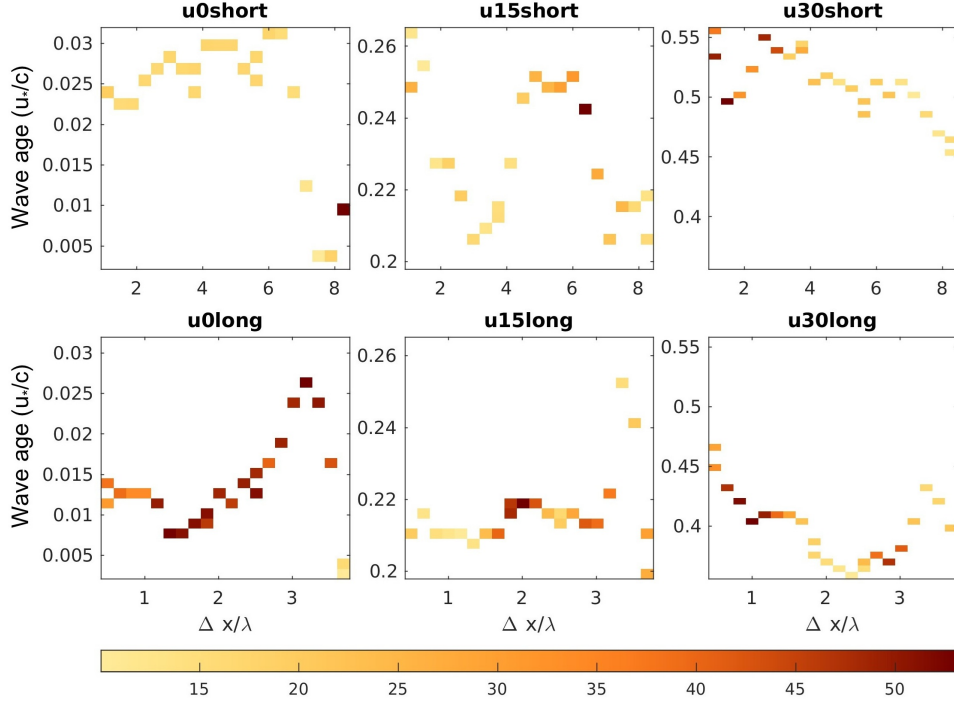 u0short u15short u30short
Wave age (u*/c)
0.03
0.025
0.02
0.015
0.01
0.005
2 4 6 8
0.26
0.24
0.22
0.2
2 4 6 8
0.55
0.5
0.45
0.4
2 4 6 8
u0long u15long u30long
Wave age (u*/c)
0.03
0.025
0.02
0.015
0.01
0.005
1 2 3
Δ x/λ
0.26
0.24
0.22
0.2
1 2 3
Δ x/λ
0.55
0.5
0.45
0.4
1 2 3
Δ x/λ
15 20 25 30 35 40 45 50